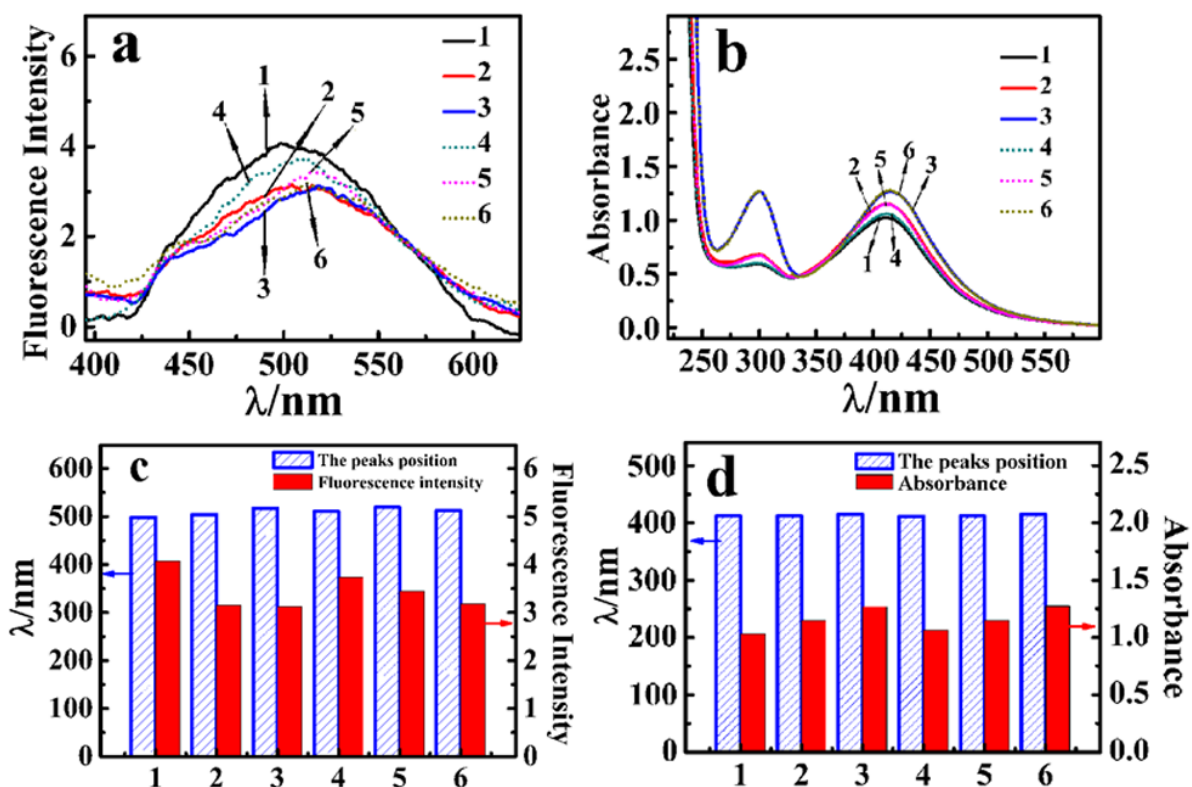 a
Fluorescence Intensity
6
4
2
0
400 450 500 550 600
λ/nm
1
2
3
4
5
6
1
2
4
5
3
6
b
Absorbance
2.5
2.0
1.5
1.0
0.5
0.0
250 300 350 400 450 500 550
λ/nm
1
2
3
4
5
6
2 5 6 3
1 4
c
The peaks position
Fluorescence intensity
λ/nm
600
500
400
300
200
100
0
1 2 3 4 5 6
6
5
4
3
2
1
0
Fluorescence Intensity
d
The peaks position
Absorbance
λ/nm
500
400
300
200
100
0
1 2 3 4 5 6
2.5
2.0
1.5
1.0
0.5
0.0
Absorbance